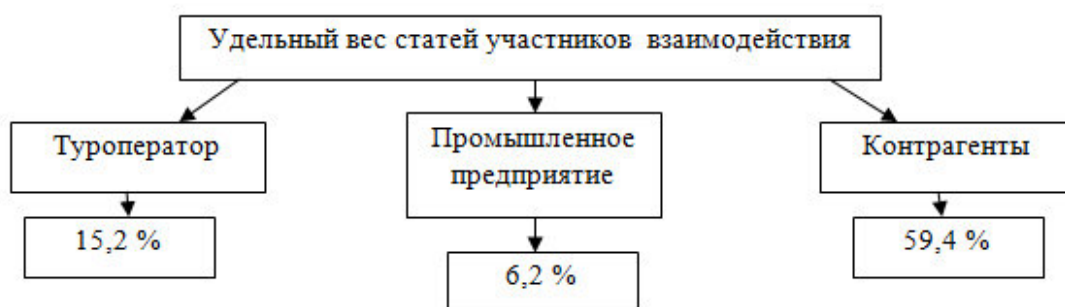 Удельный вес статей участников взаимодействия
Туроператор
Промышленное
предприятие
Контрагенты
15,2 %
6,2 %
59,4 %